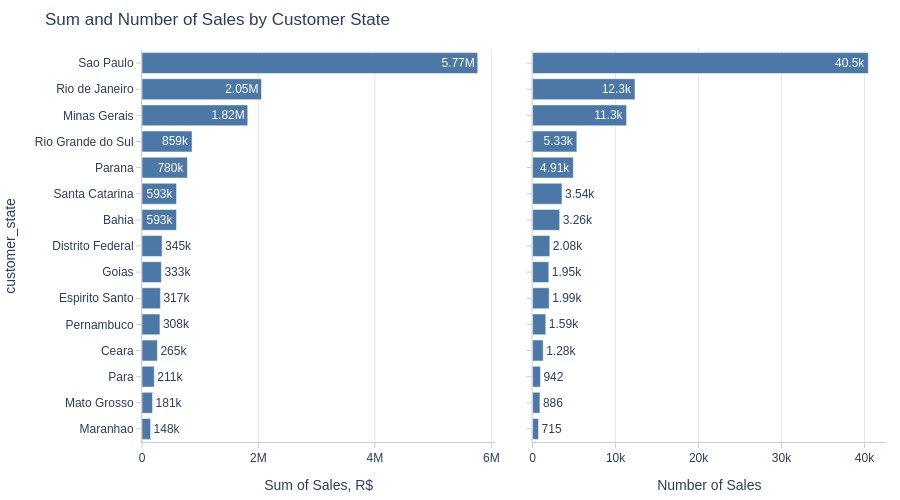 Sum and Number of Sales by Customer State
customer_state
Sao Paulo 5.77M 40.5k
Rio de Janeiro 2.05M 12.3k
Minas Gerais 1.82M 11.3k
Rio Grande do Sul 859k 5.33k
Parana 780k 4.91k
Santa Catarina 593k 3.54k
Bahia 593k 3.26k
Distrito Federal 345k 2.08k
Goias 333k 1.95k
Espirito Santo 317k 1.99k
Pernambuco 308k 1.59k
Ceara 265k 1.28k
Para 211k 942
Mato Grosso 181k 886
Maranhao 148k 715
0 2M 4M 6M 0 10k 20k 30k 40k
Sum of Sales, R$ Number of Sales